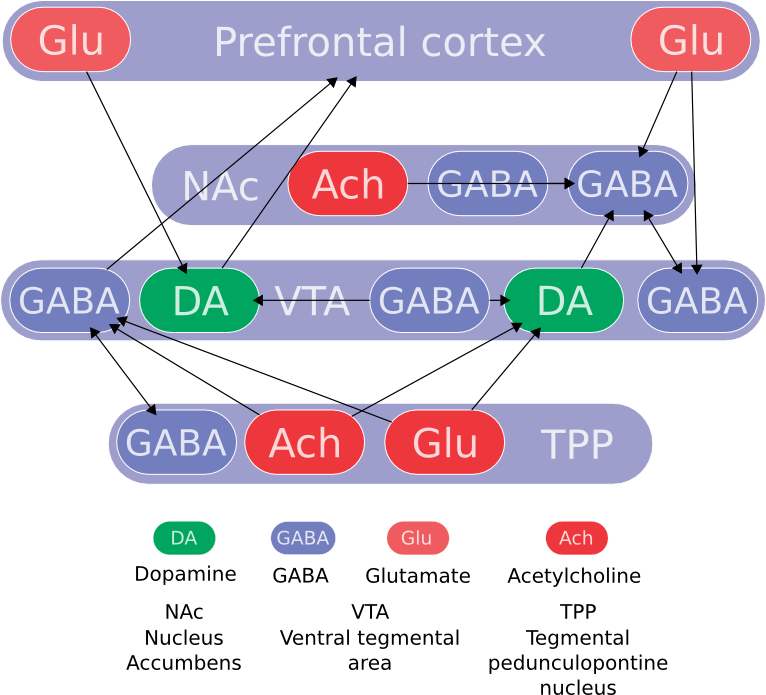 Glu Prefrontal cortex Glu
NAc Ach GABA GABA
GABA DA VTA GABA DA GABA
GABA Ach Glu TPP
DA GABA Glu Ach
Dopamine GABA Glutamate Acetylcholine
NAc VTA TPP
Nucleus Ventral tegmental Tegmental
Accumbens area pedunculopontine
nucleus